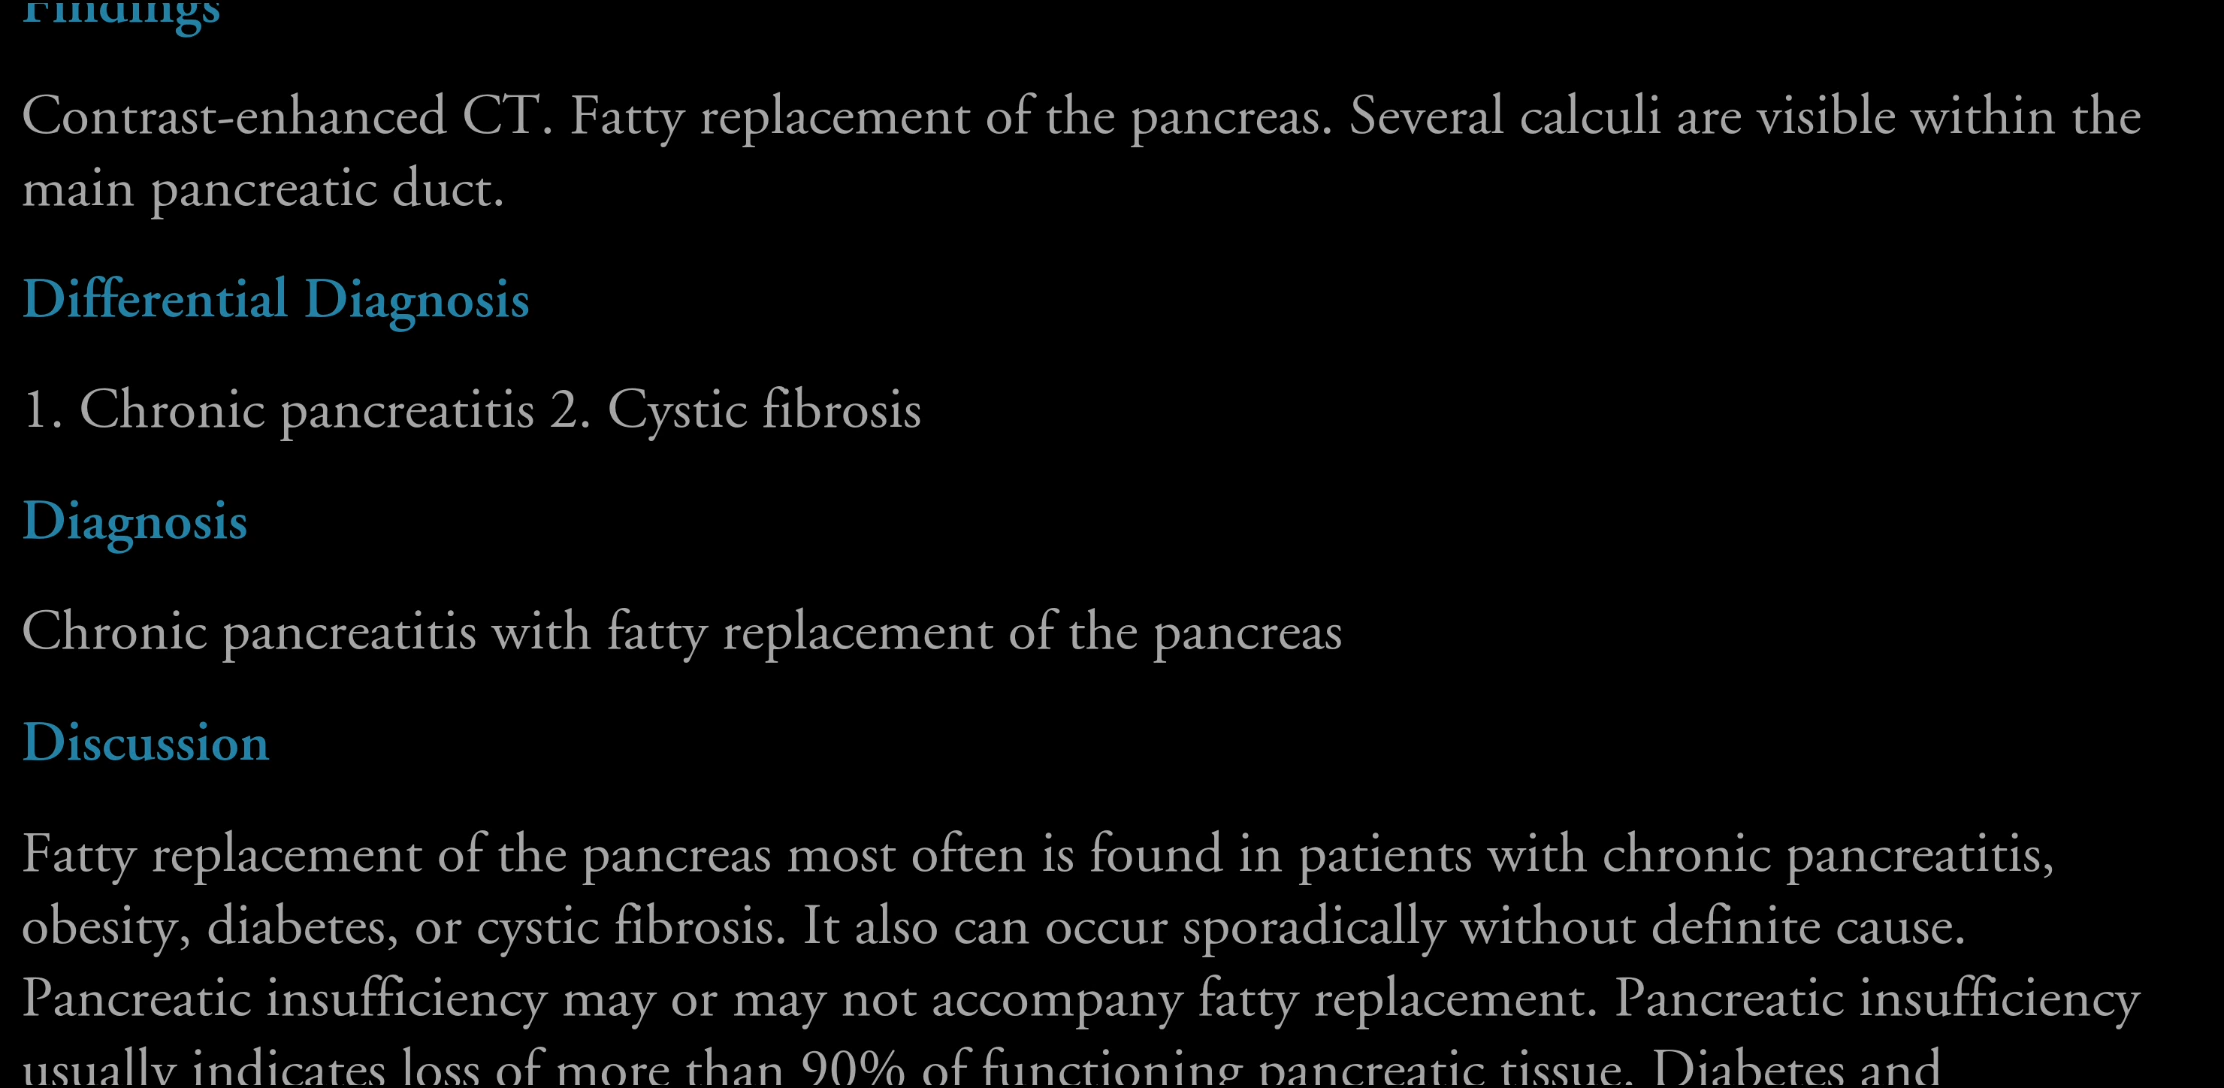 Findings
Contrast-enhanced CT. Fatty replacement of the pancreas. Several calculi are visible within the
main pancreatic duct.
Differential Diagnosis
1. Chronic pancreatitis 2. Cystic fibrosis
Diagnosis
Chronic pancreatitis with fatty replacement of the pancreas
Discussion
Fatty replacement of the pancreas most often is found in patients with chronic pancreatitis,
obesity, diabetes, or cystic fibrosis. It also can occur sporadically without definite cause.
Pancreatic insufficiency may or may not accompany fatty replacement. Pancreatic insufficiency
usually indicates loss of more than 90% of functioning pancreatic tissue. Diabetes and